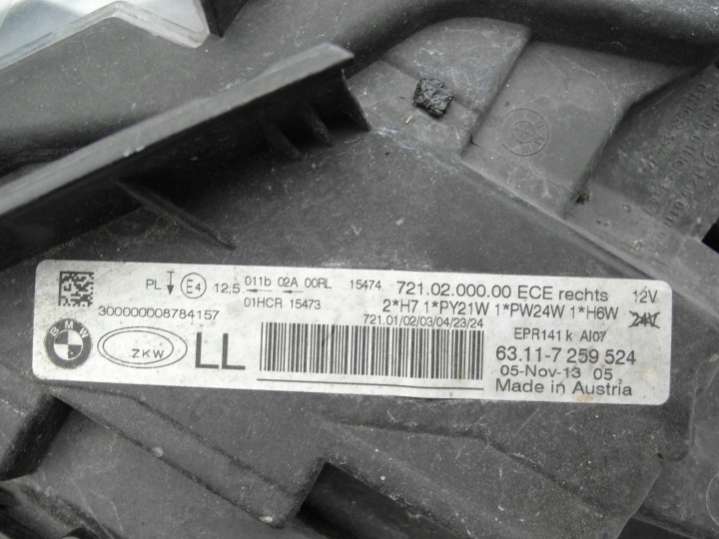 PL E4 12,5 011b 02A 00RL 15474 721.02.000.00 ECE rechts 12V
01HCR 15473 2*H7 1*PY21W 1*PW24W 1*H6W 24V
300000008784157 721.01/02/03/04/23/24
EPR141 k AI07
BMW ZKW LL 63.11-7 259 524
05-Nov-13 05
Made in Austria